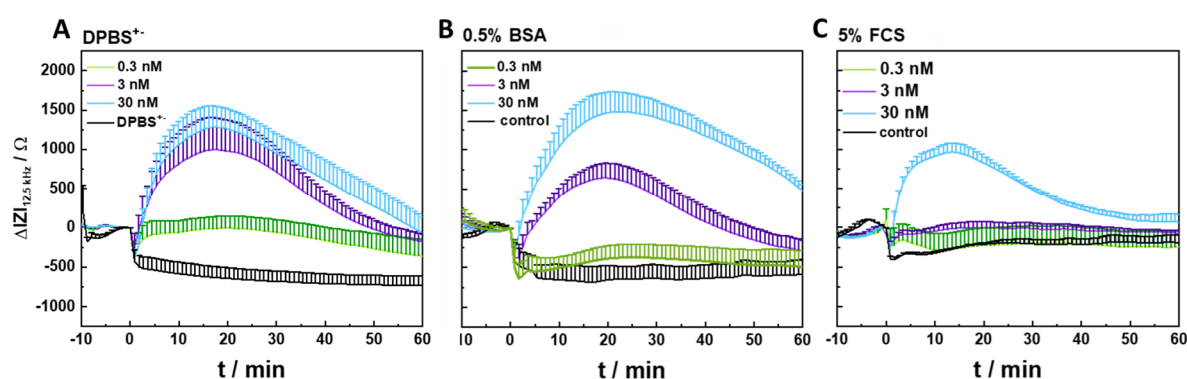 A
DPBS⁺⁻
0.3 nM
3 nM
30 nM
DPBS⁺⁻
2000
1500
1000
500
0
-500
-1000
-10 0 10 20 30 40 50 60
t / min
Δ|Z|12.5 kHz / Ω
B
0.5% BSA
0.3 nM
3 nM
30 nM
control
-10 0 10 20 30 40 50 60
t / min
C
5% FCS
0.3 nM
3 nM
30 nM
control
-10 0 10 20 30 40 50 60
t / min